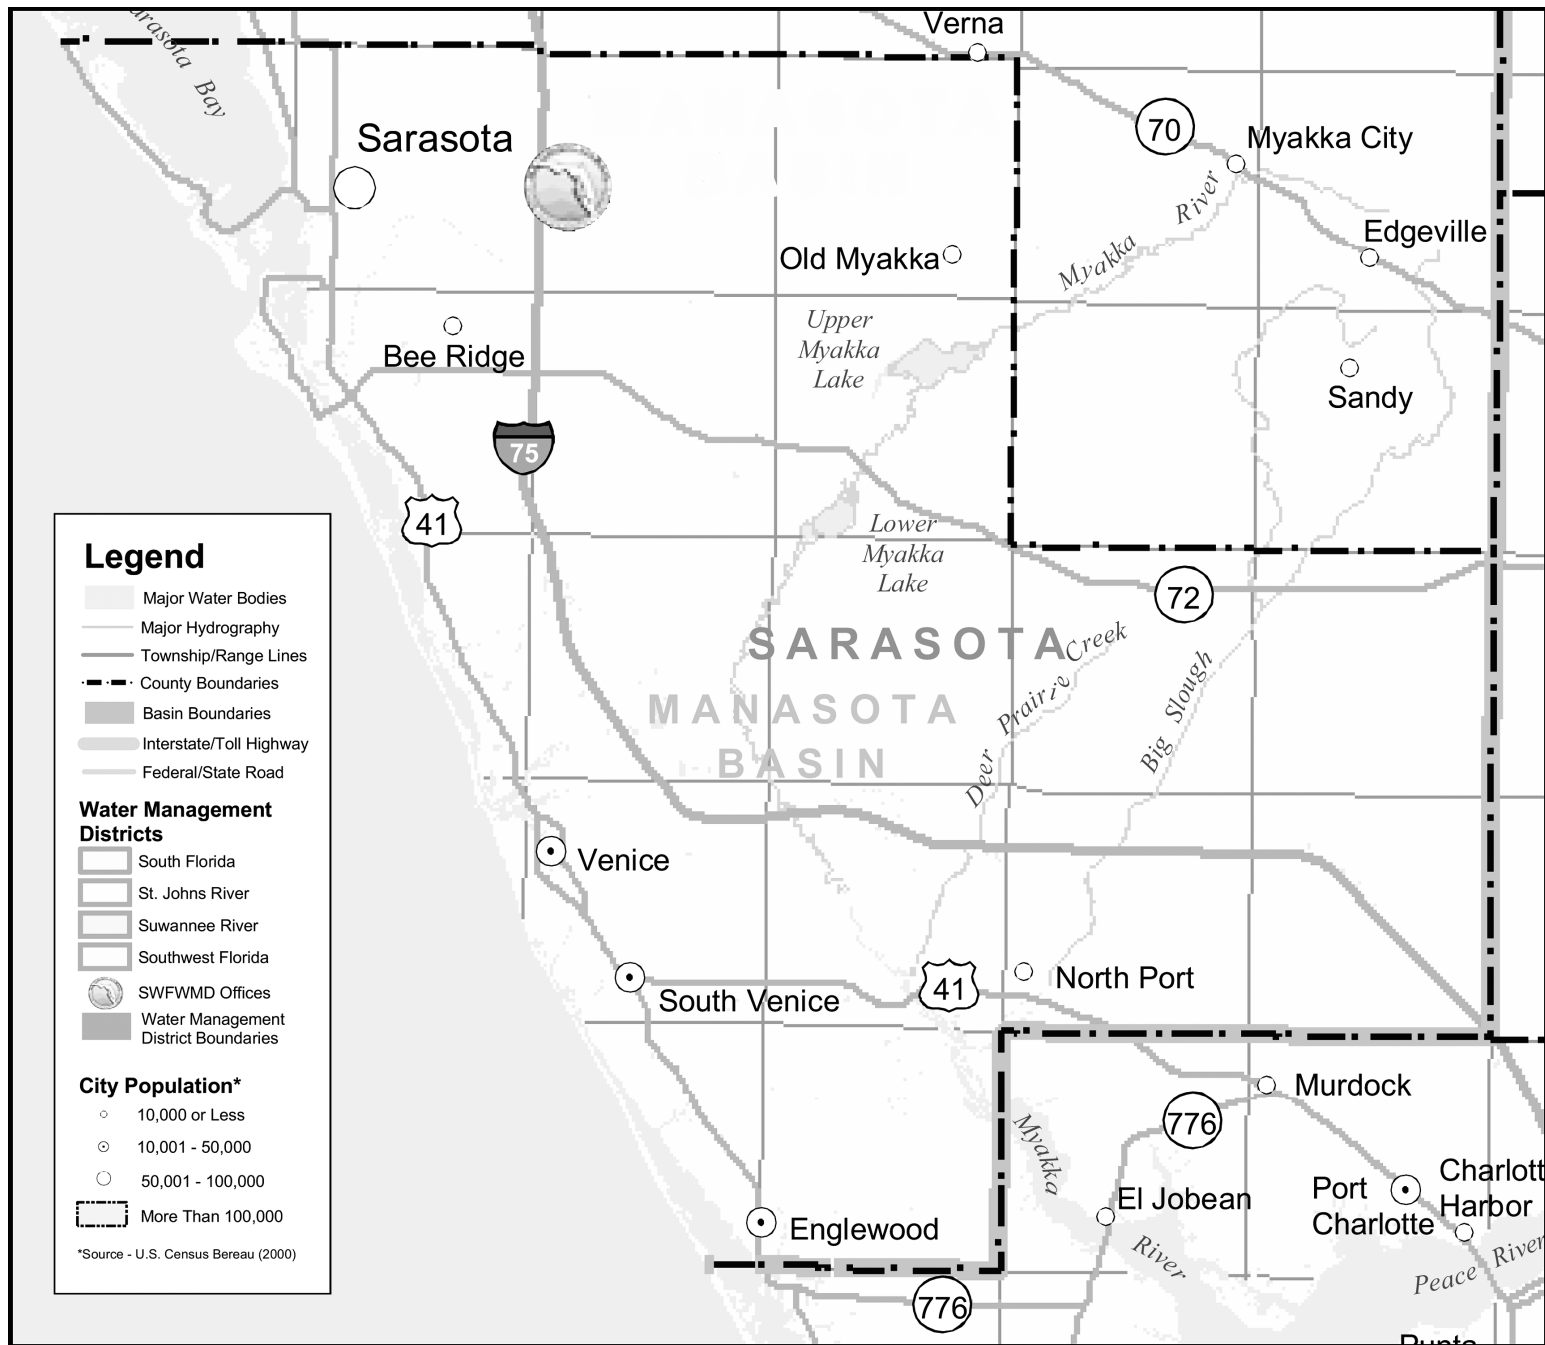 Verna
Sarasota
Bay
Sarasota
70
Myakka City
River
Myakka
Edgeville
Old Myakka
Upper
Myakka
Lake
Bee Ridge
Sandy
75
41
Lower
Myakka
Lake
72
SARASOTA
Deer Prairie Creek
Big Slough
MANASOTA
BASIN
Venice
41
North Port
South Venice
Murdock
776
Myakka
River
El Jobean
Port
Charlotte
Charlott
Harbor
Peace River
Englewood
776
Punta
Legend
Major Water Bodies
Major Hydrography
Township/Range Lines
County Boundaries
Basin Boundaries
Interstate/Toll Highway
Federal/State Road
Water Management
Districts
South Florida
St. Johns River
Suwannee River
Southwest Florida
SWFWMD Offices
Water Management
District Boundaries
City Population*
10,000 or Less
10,001 - 50,000
50,001 - 100,000
More Than 100,000
*Source - U.S. Census Bereau (2000)